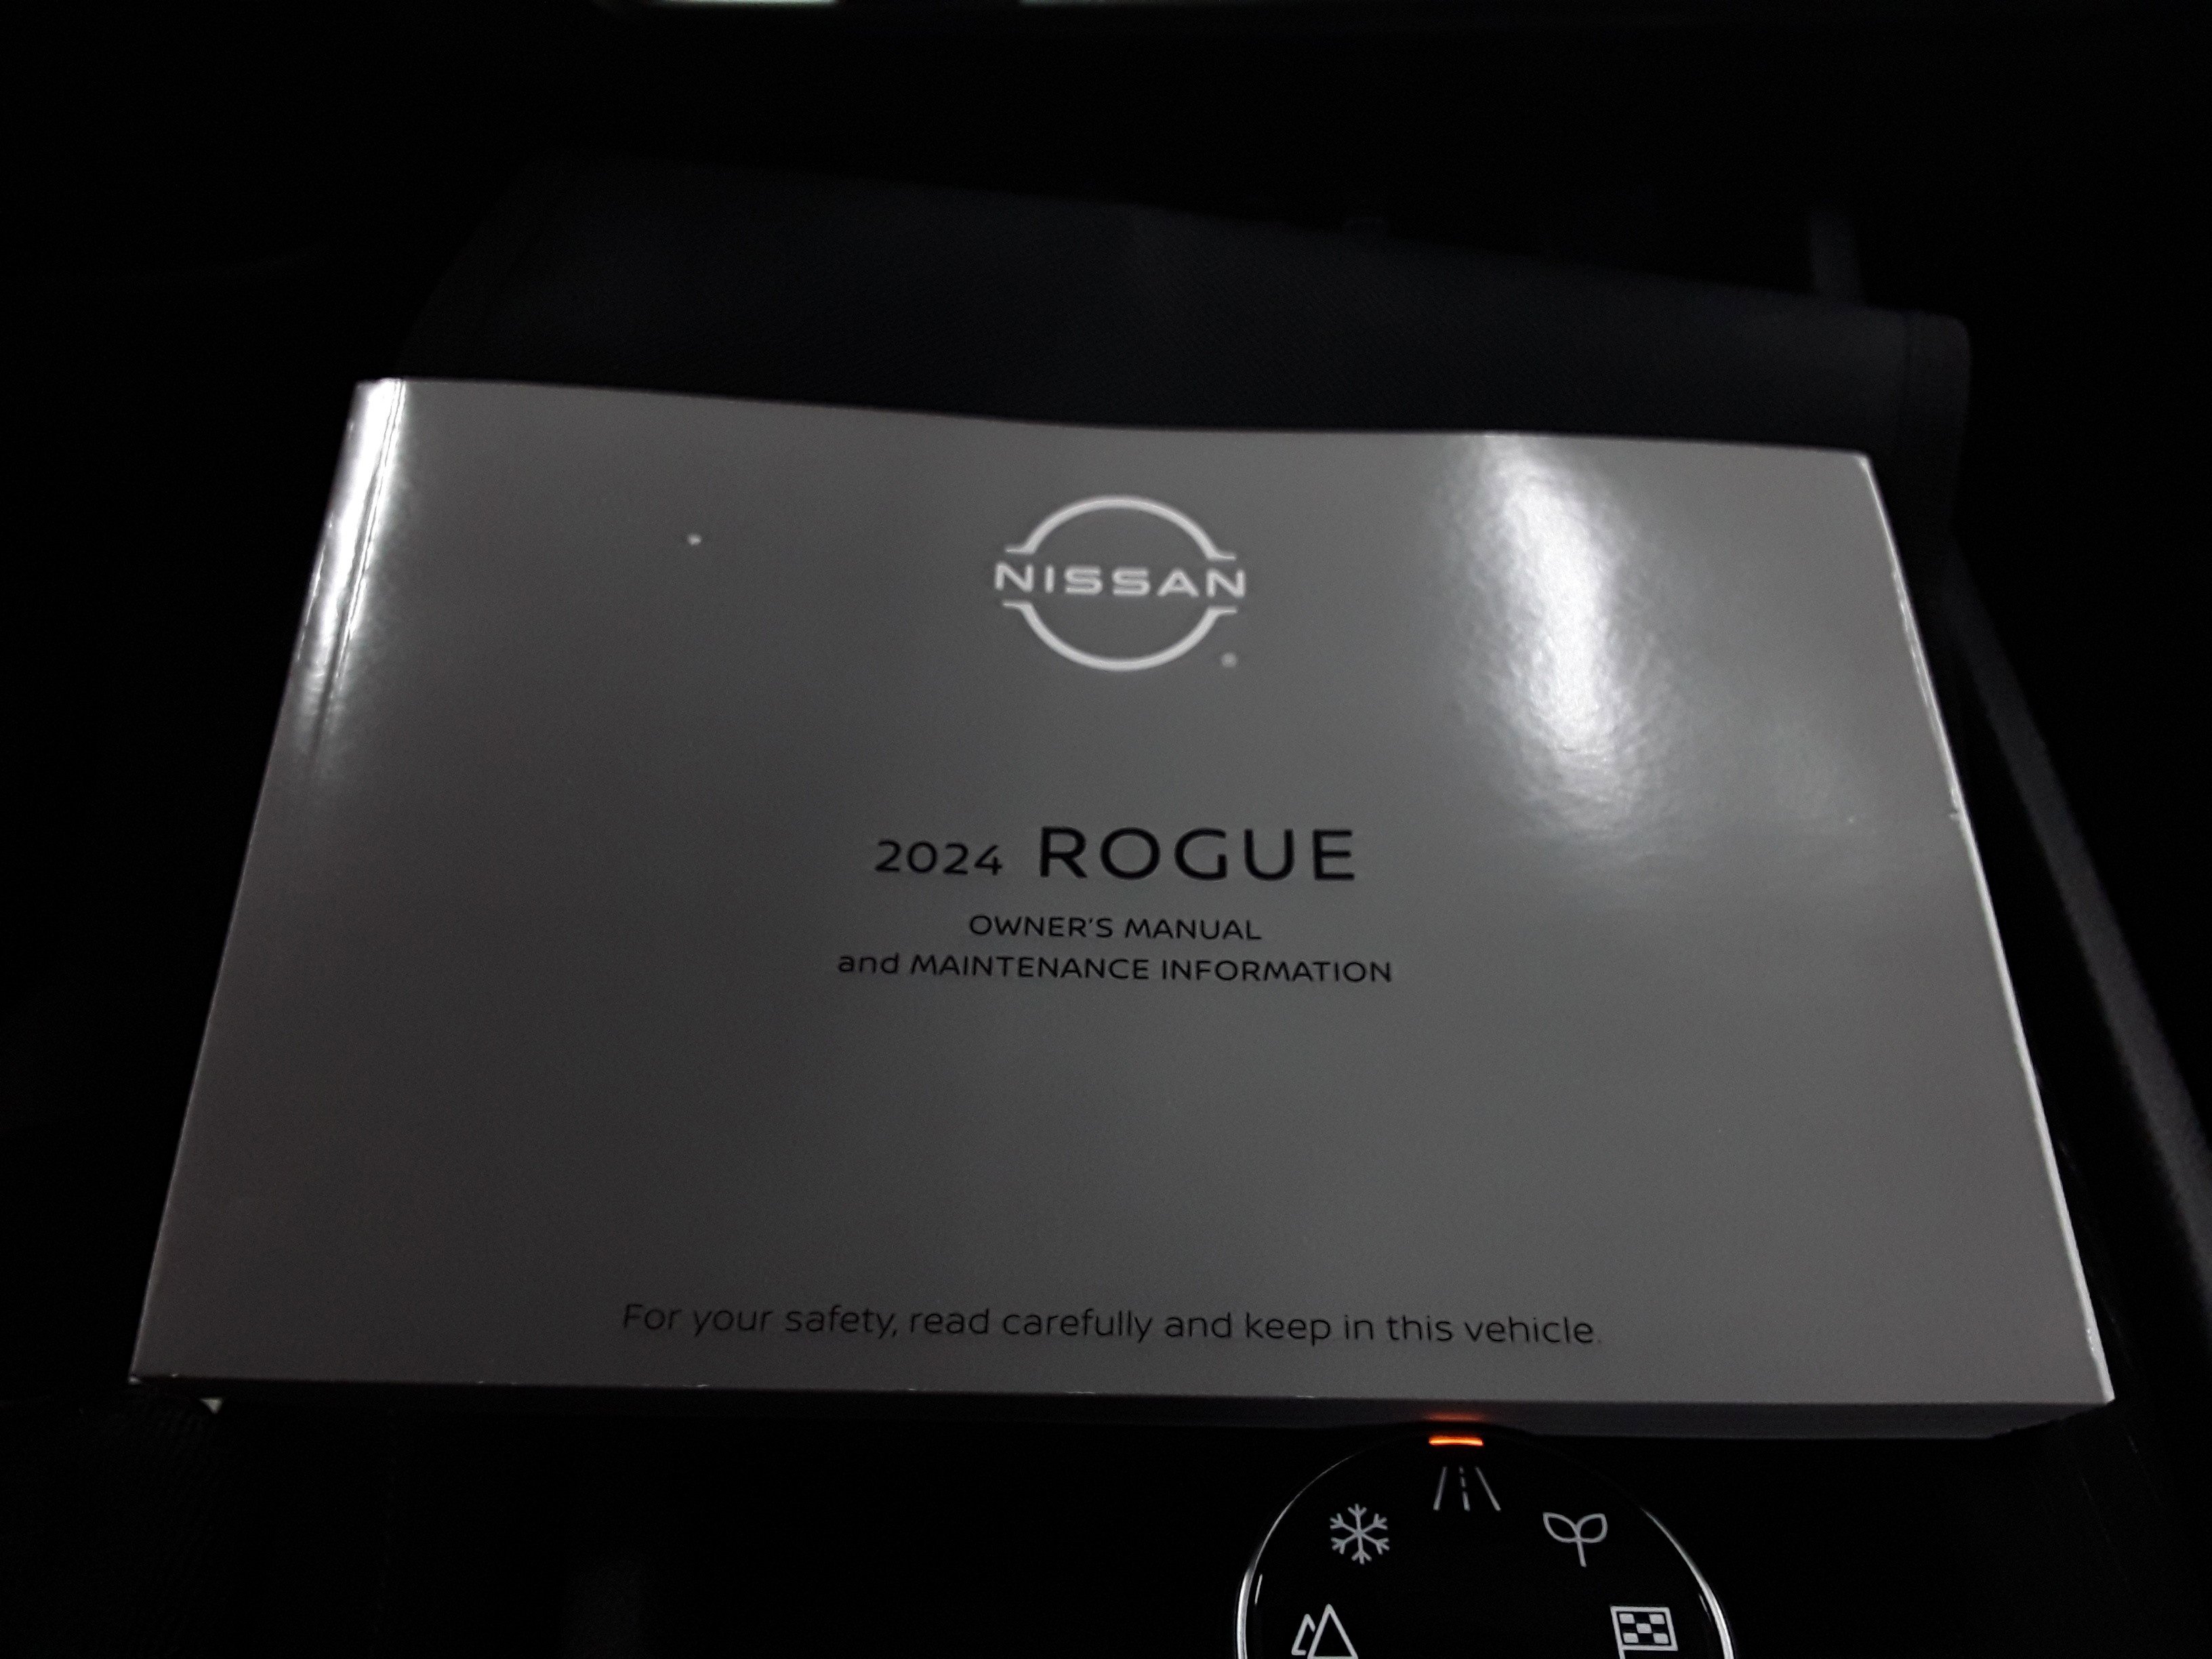 NISSAN
2024 ROGUE
OWNER'S MANUAL
and MAINTENANCE INFORMATION
For your safety, read carefully and keep in this vehicle.